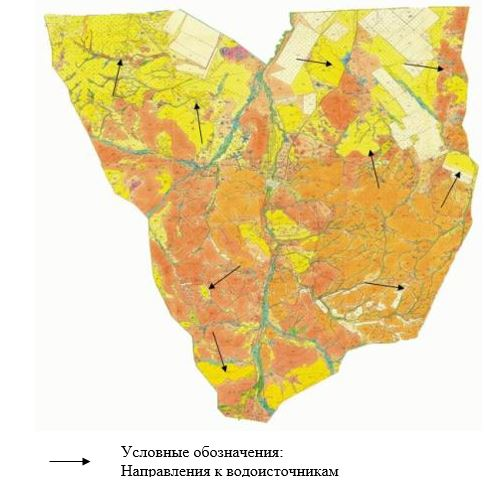 Условные обозначения:
Направления к водоисточникам